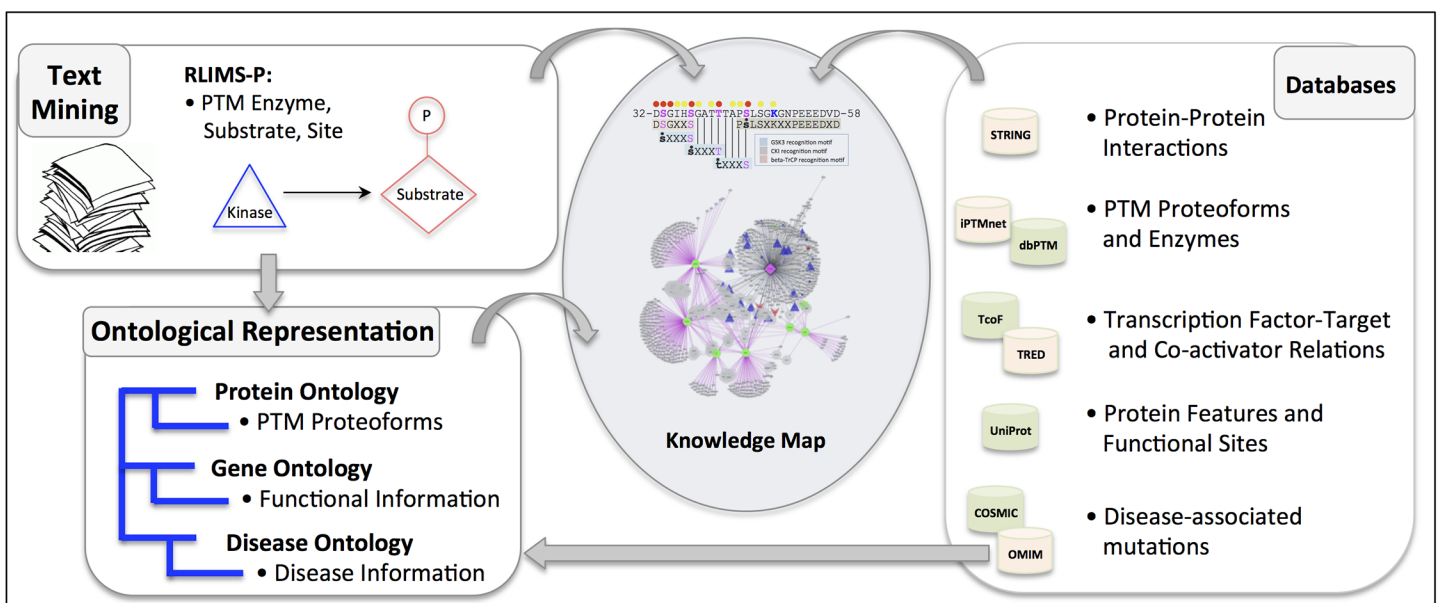 Text
Mining
RLIMS-P:
• PTM Enzyme,
Substrate, Site
P
Kinase
Substrate
Ontological Representation
Protein Ontology
• PTM Proteoforms
Gene Ontology
• Functional Information
Disease Ontology
• Disease Information
32-DSGIHSGATTTAPSLSGKGNPEEEDVD-58
DSGXXS
PsLSXKXXPEEEDXD
sXXXS
sXXXT
tXXXS
GSK3 recognition motif
CKI recognition motif
beta-TrCP recognition motif
Knowledge Map
Databases
STRING
• Protein-Protein
Interactions
iPTMnet
dbPTM
• PTM Proteoforms
and Enzymes
TcoF
TRED
• Transcription Factor-Target
and Co-activator Relations
UniProt
• Protein Features and
Functional Sites
COSMIC
OMIM
• Disease-associated
mutations